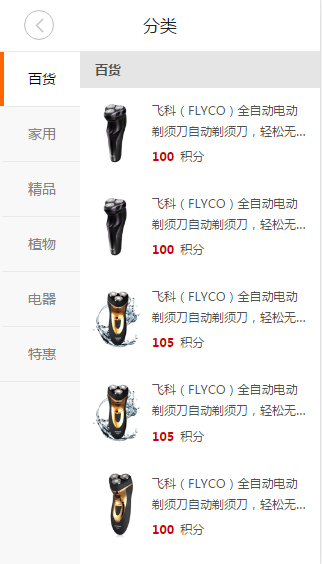 分类
百货
家用
精品
植物
电器
特惠
百货
飞科（FLYCO）全自动电动
剃须刀自动剃须刀，轻松无...
100 积分
飞科（FLYCO）全自动电动
剃须刀自动剃须刀，轻松无...
100 积分
飞科（FLYCO）全自动电动
剃须刀自动剃须刀，轻松无...
105 积分
飞科（FLYCO）全自动电动
剃须刀自动剃须刀，轻松无...
105 积分
飞科（FLYCO）全自动电动
剃须刀自动剃须刀，轻松无...
100 积分